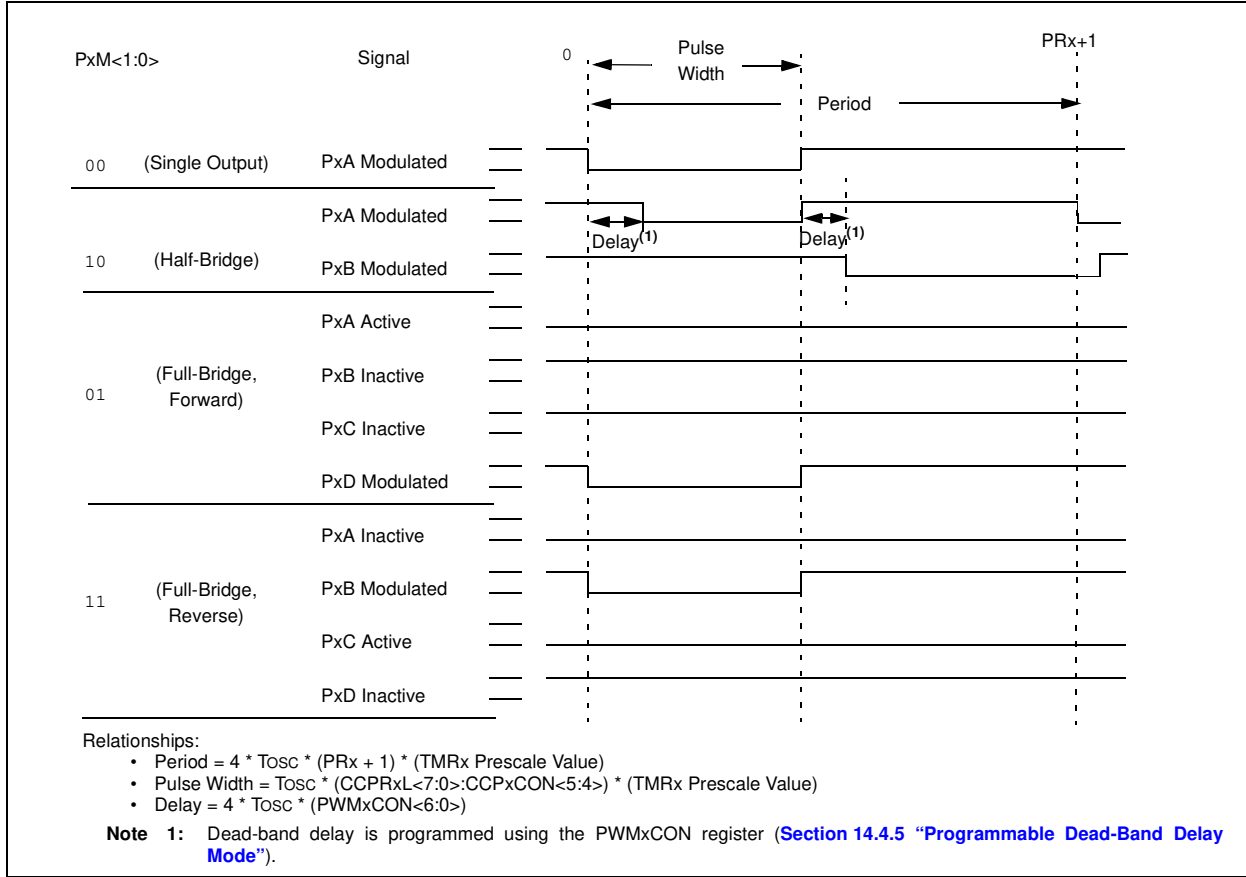 PxM<1:0>
Signal
0
Pulse
Width
PRx+1
Period
00
(Single Output)
PxA Modulated
PxA Modulated
Delay(1)
Delay(1)
10
(Half-Bridge)
PxB Modulated
PxA Active
01
(Full-Bridge,
Forward)
PxB Inactive
PxC Inactive
PxD Modulated
PxA Inactive
11
(Full-Bridge,
Reverse)
PxB Modulated
PxC Active
PxD Inactive
Relationships:
• Period = 4 * TOSC * (PRx + 1) * (TMRx Prescale Value)
• Pulse Width = TOSC * (CCPRxL<7:0>:CCPxCON<5:4>) * (TMRx Prescale Value)
• Delay = 4 * TOSC * (PWMxCON<6:0>)
Note 1: Dead-band delay is programmed using the PWMxCON register (Section 14.4.5 “Programmable Dead-Band Delay
Mode”).